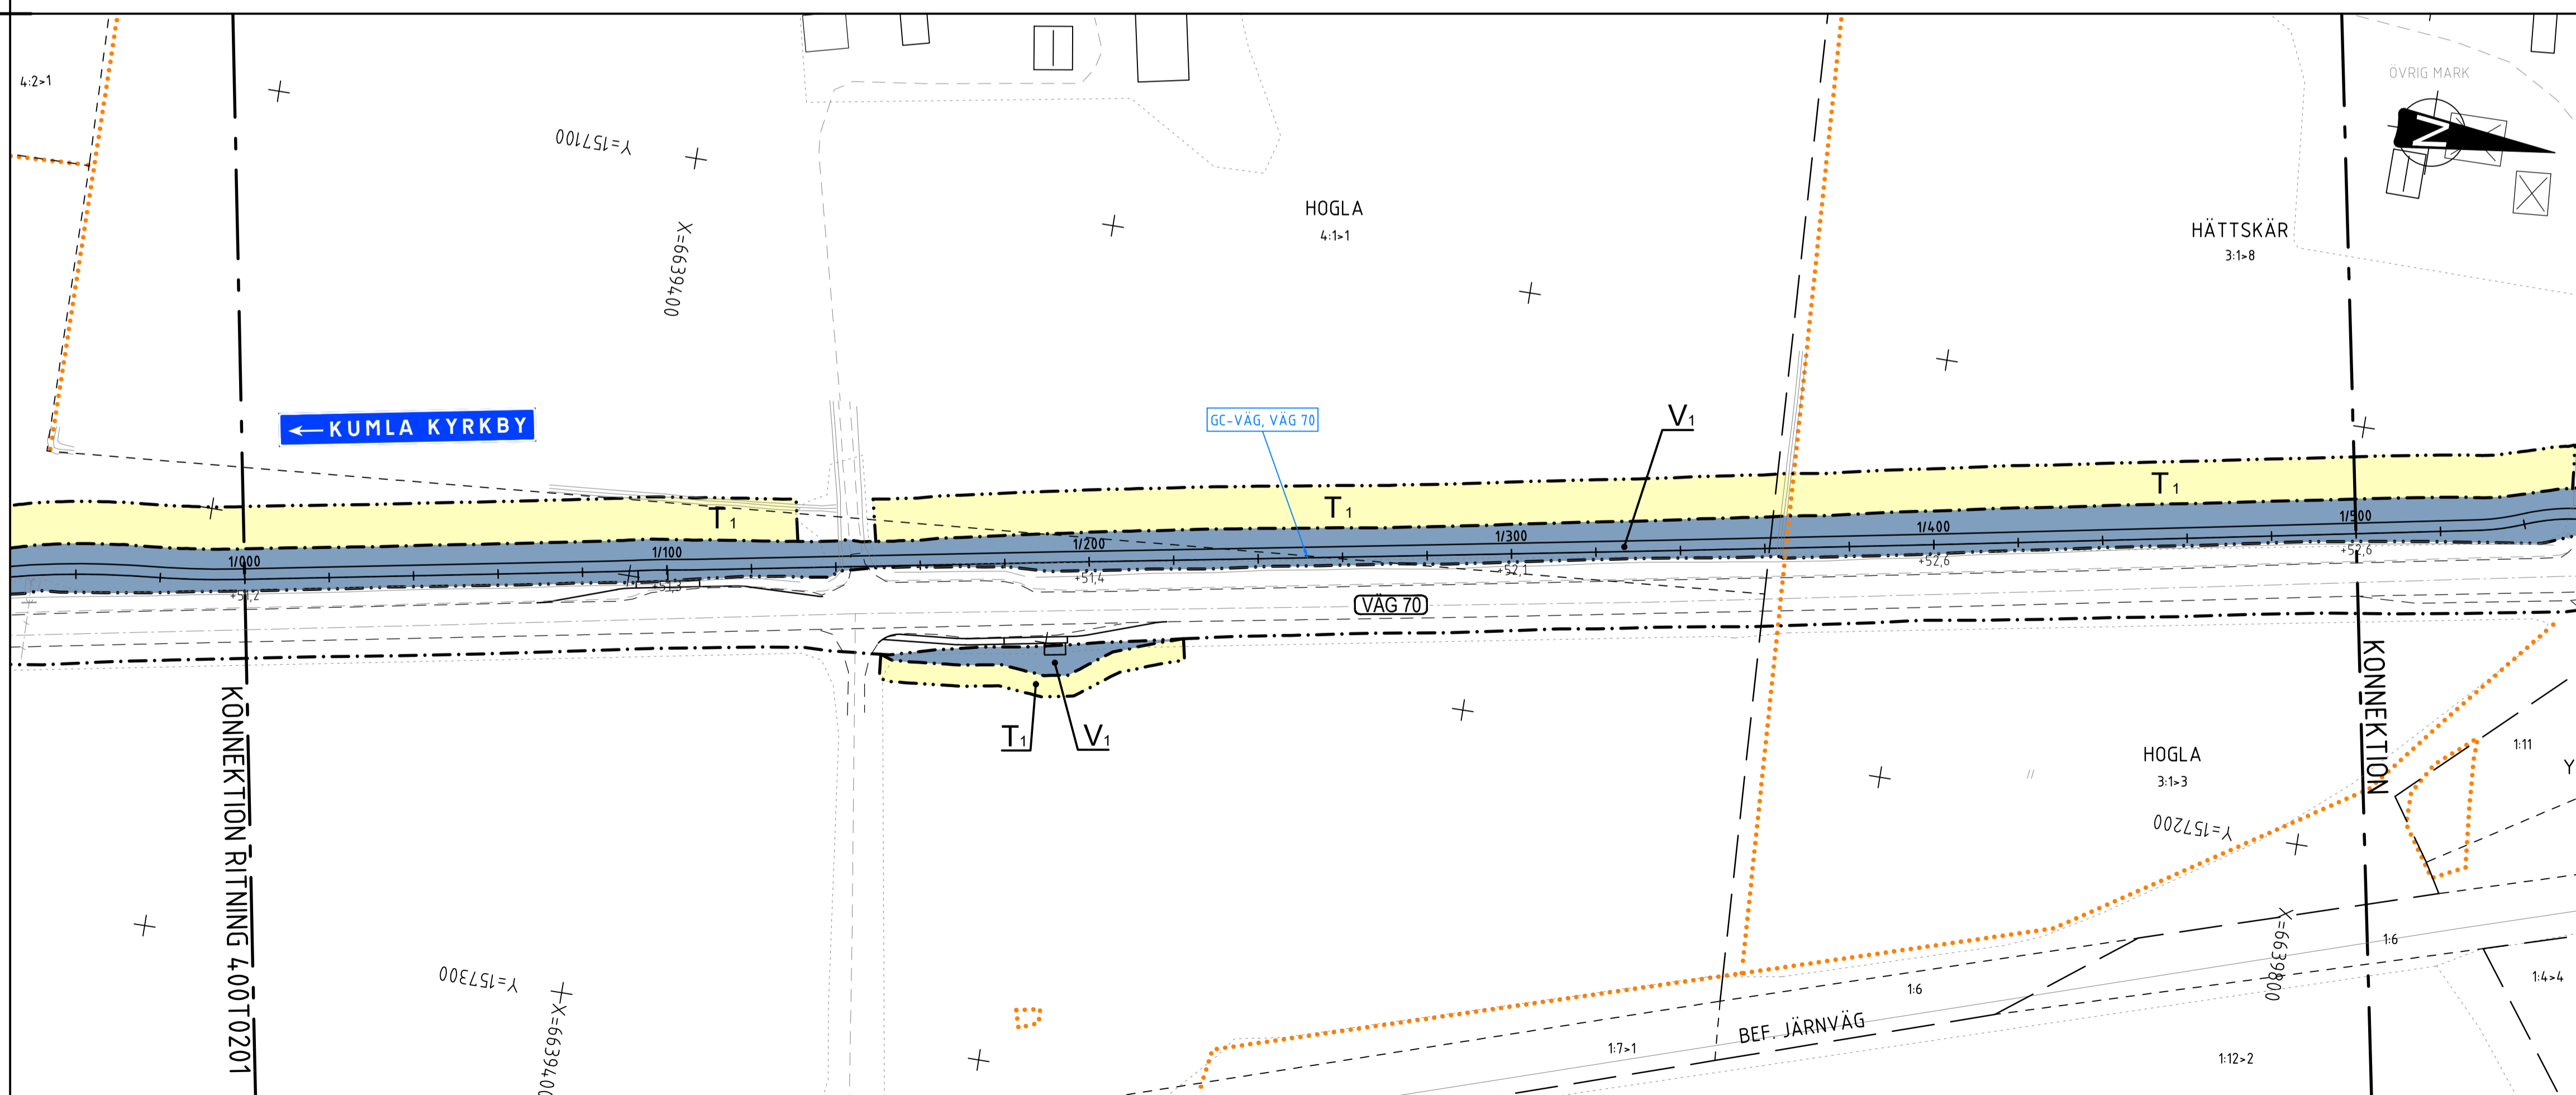 4:2>1
ÖVRIG MARK
N
Y=157100
X=6639400
HOGLA
4:1>1
HÄTTSKÄR
3:1>8
← KUMLA KYRKBY
GC-VÄG, VÄG 70
V1
T1
T1
T1
1/000
1/100
1/200
1/300
1/400
1/500
+51,2
+51,3
+51,4
+52,1
+52,6
+52,6
VÄG 70
T1
V1
KONNEKTION RITNING 400T0201
KONNEKTION
HOGLA
3:1>3
1:11
Y
Y=157200
Y=157300
X=6639400
X=6639800
1:6
1:6
1:4>4
BEF. JÄRNVÄG
1:7>1
1:12>2